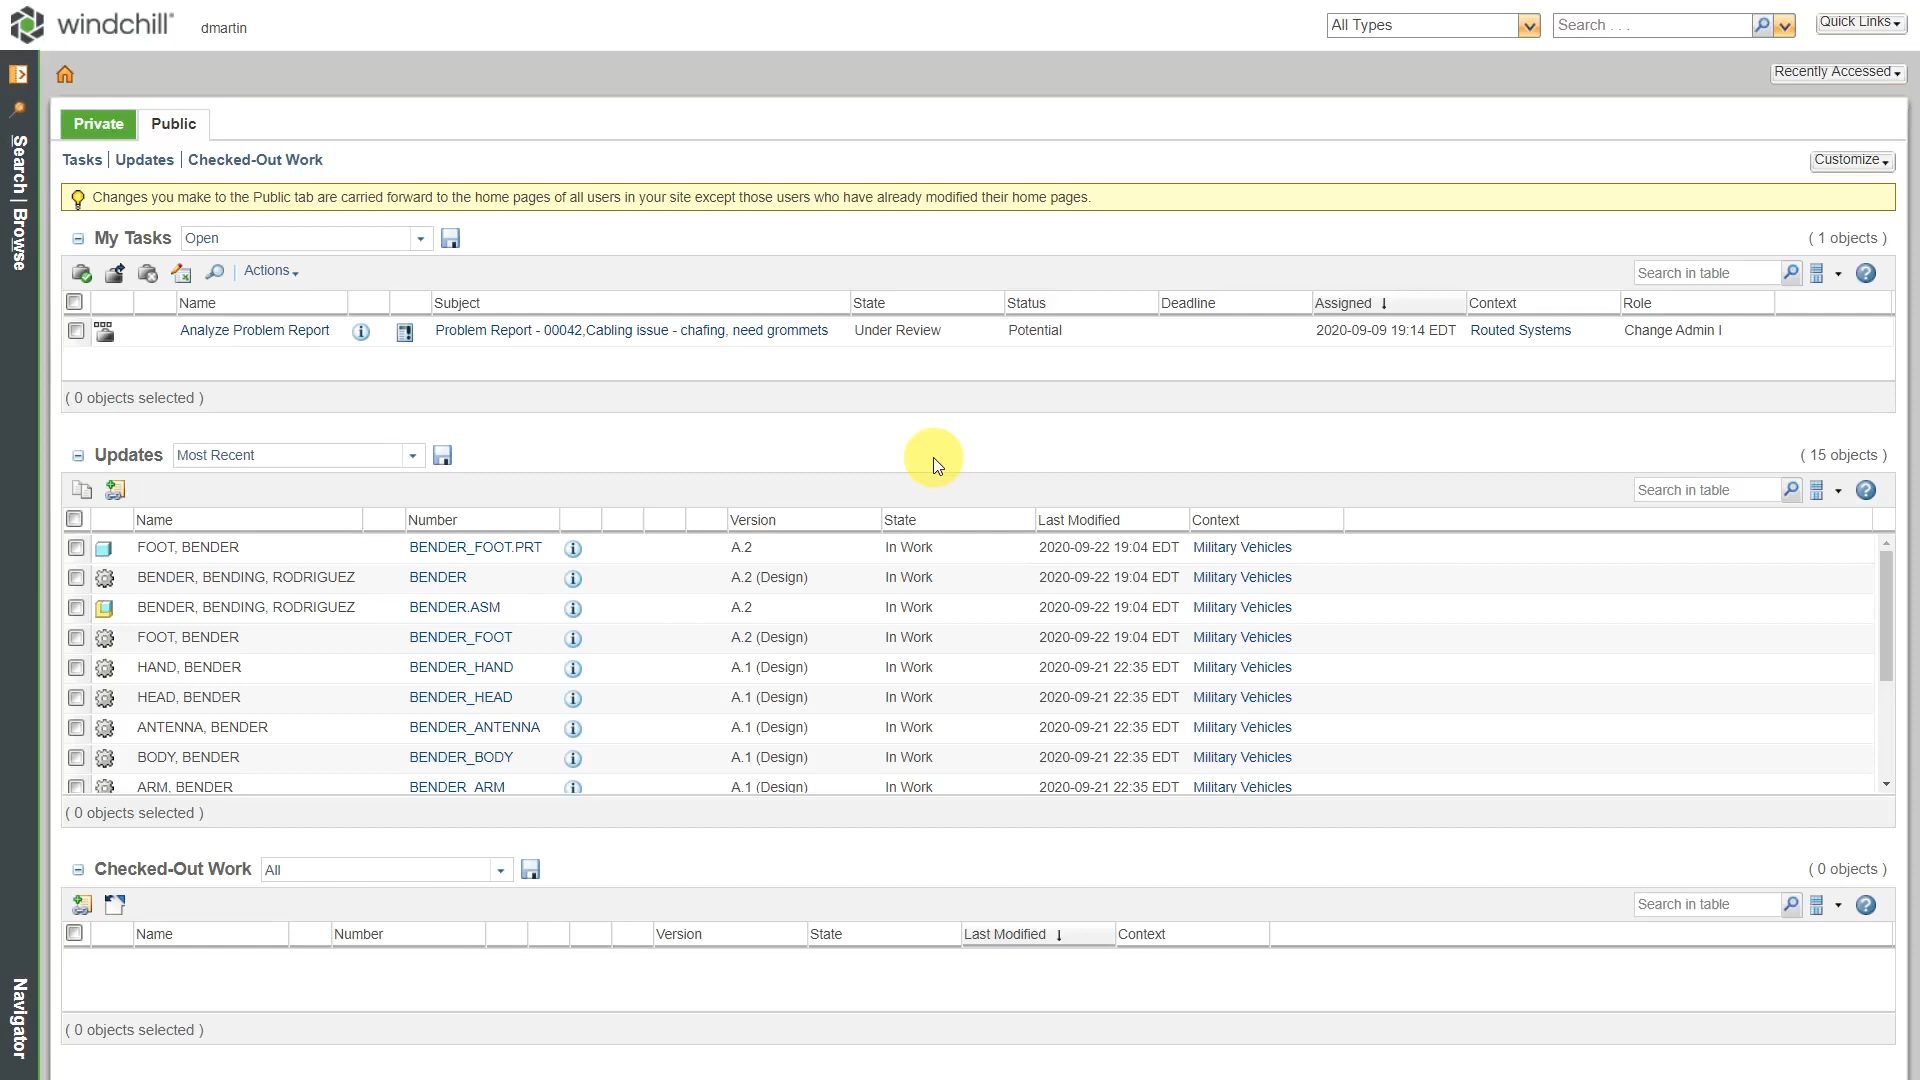 windchill
dmartin
All Types
Search . . .
Quick Links
Recently Accessed
Search | Browse
Navigator
Private
Public
Tasks | Updates | Checked-Out Work
Customize
Changes you make to the Public tab are carried forward to the home pages of all users in your site except those users who have already modified their home pages.
My Tasks
Open
( 1 objects )
Actions
Search in table
Name Subject State Status Deadline Assigned ↓ Context Role
Analyze Problem Report Problem Report - 00042,Cabling issue - chafing, need grommets Under Review Potential 2020-09-09 19:14 EDT Routed Systems Change Admin I
( 0 objects selected )
Updates
Most Recent
( 15 objects )
Search in table
Name Number Version State Last Modified Context
FOOT, BENDER BENDER_FOOT.PRT A.2 In Work 2020-09-22 19:04 EDT Military Vehicles
BENDER, BENDING, RODRIGUEZ BENDER A.2 (Design) In Work 2020-09-22 19:04 EDT Military Vehicles
BENDER, BENDING, RODRIGUEZ BENDER.ASM A.2 In Work 2020-09-22 19:04 EDT Military Vehicles
FOOT, BENDER BENDER_FOOT A.2 (Design) In Work 2020-09-22 19:04 EDT Military Vehicles
HAND, BENDER BENDER_HAND A.1 (Design) In Work 2020-09-21 22:35 EDT Military Vehicles
HEAD, BENDER BENDER_HEAD A.1 (Design) In Work 2020-09-21 22:35 EDT Military Vehicles
ANTENNA, BENDER BENDER_ANTENNA A.1 (Design) In Work 2020-09-21 22:35 EDT Military Vehicles
BODY, BENDER BENDER_BODY A.1 (Design) In Work 2020-09-21 22:35 EDT Military Vehicles
ARM, BENDER BENDER_ARM A.1 (Design) In Work 2020-09-21 22:35 EDT Military Vehicles
( 0 objects selected )
Checked-Out Work
All
( 0 objects )
Search in table
Name Number Version State Last Modified ↓ Context
( 0 objects selected )